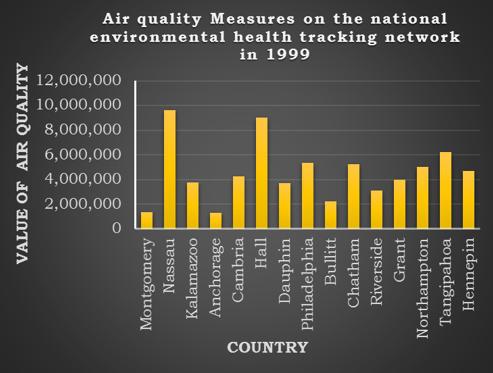 Air quality Measures on the national
environmental health tracking network
in 1999
VALUE OF AIR QUALITY
12,000,000
10,000,000
8,000,000
6,000,000
4,000,000
2,000,000
0
Montgomery
Nassau
Kalamazoo
Anchorage
Cambria
Hall
Dauphin
Philadelphia
Bullitt
Chatham
Riverside
Grant
Northampton
Tangipahoa
Hennepin
COUNTRY